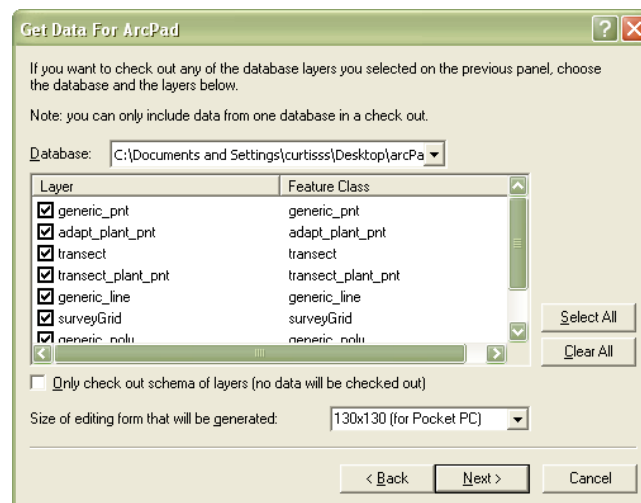 Get Data For ArcPad
If you want to check out any of the database layers you selected on the previous panel, choose
the database and the layers below.
Note: you can only include data from one database in a check out.
Database: C:\Documents and Settings\curtisss\Desktop\arcPa
Layer Feature Class
generic_pnt generic_pnt
adapt_plant_pnt adapt_plant_pnt
transect transect
transect_plant_pnt transect_plant_pnt
generic_line generic_line
surveyGrid surveyGrid
generic_poly generic_poly
Select All
Clear All
Only check out schema of layers (no data will be checked out)
Size of editing form that will be generated: 130x130 (for Pocket PC)
< Back Next > Cancel